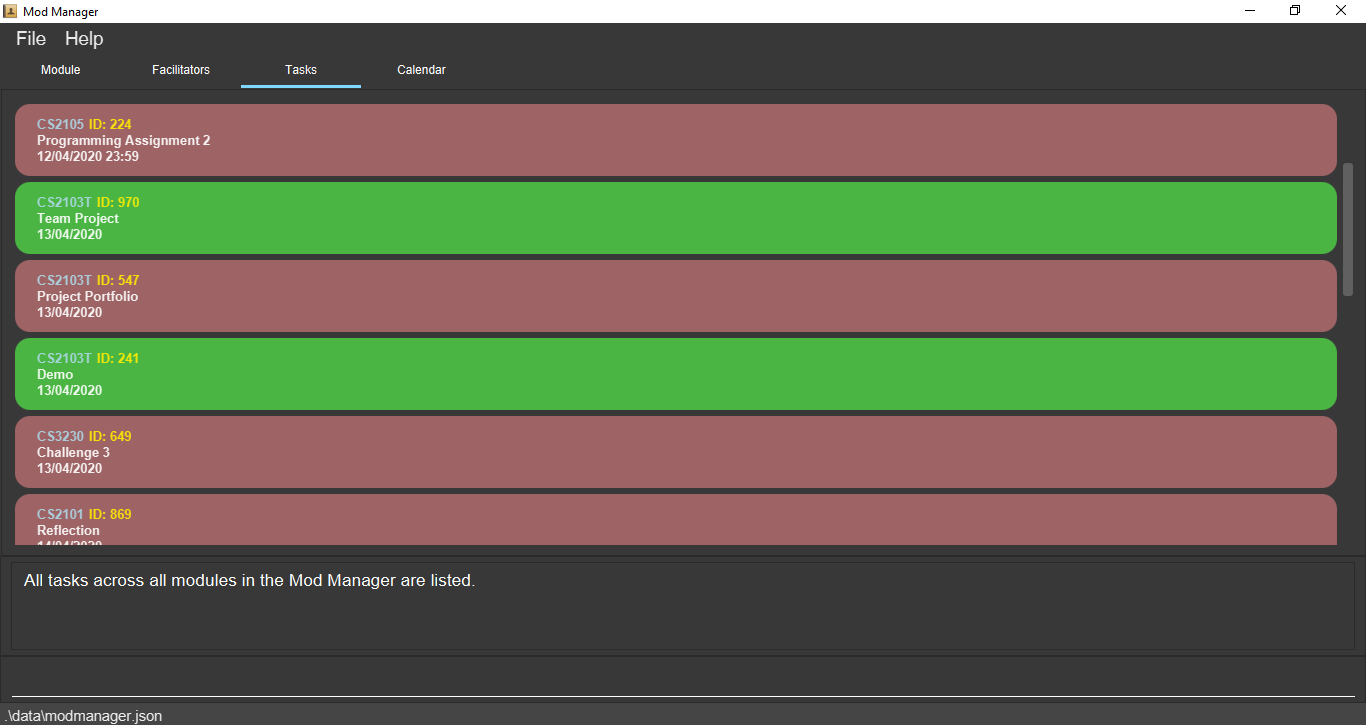 Mod Manager
File Help
Module Facilitators Tasks Calendar
CS2105 ID: 224
Programming Assignment 2
12/04/2020 23:59
CS2103T ID: 970
Team Project
13/04/2020
CS2103T ID: 547
Project Portfolio
13/04/2020
CS2103T ID: 241
Demo
13/04/2020
CS3230 ID: 649
Challenge 3
13/04/2020
CS2101 ID: 869
Reflection
14/04/2020
All tasks across all modules in the Mod Manager are listed.
.\data\modmanager.json